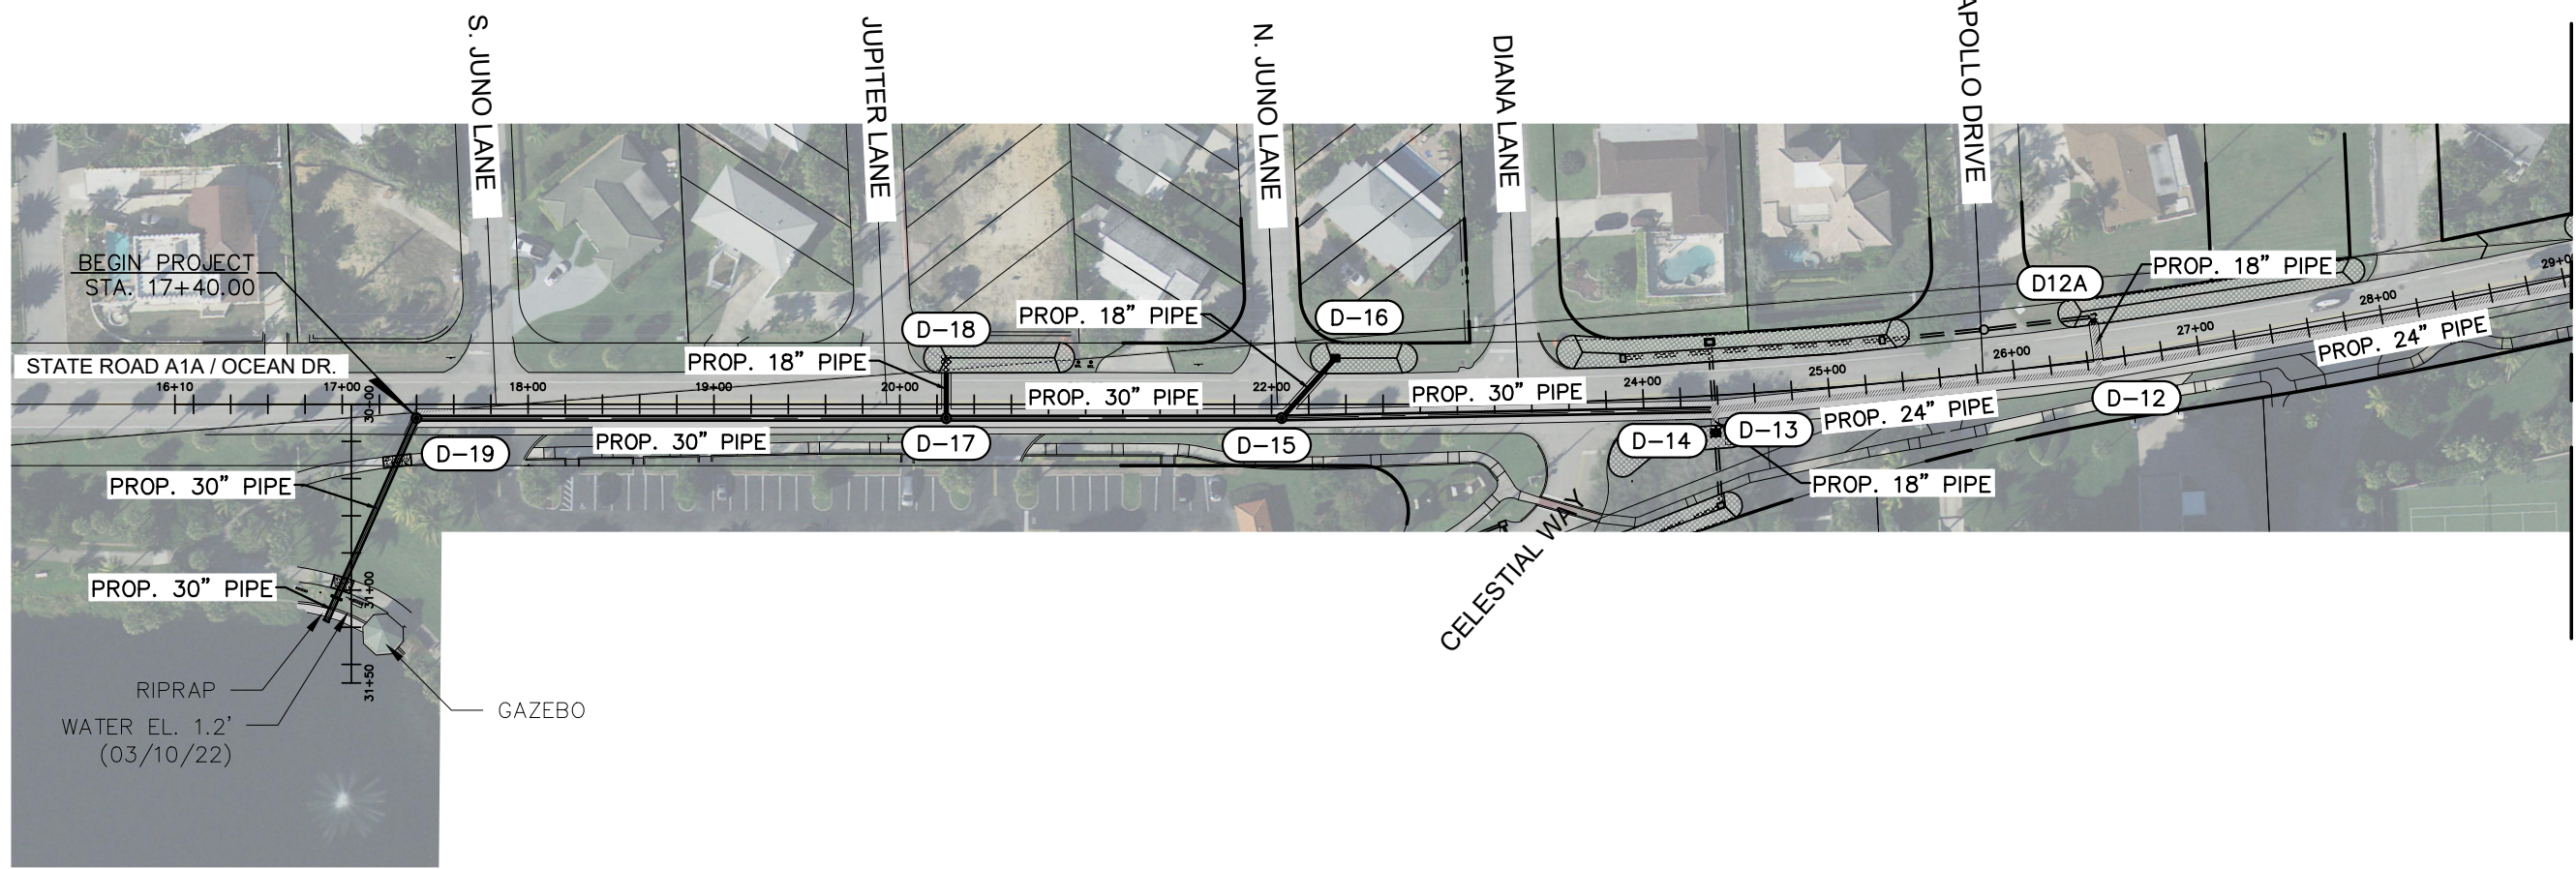 S. JUNO LANE
JUPITER LANE
N. JUNO LANE
DIANA LANE
APOLLO DRIVE
BEGIN PROJECT
STA. 17+40.00
PROP. 18" PIPE
D12A
PROP. 18" PIPE
D-16
D-18
PROP. 18" PIPE
STATE ROAD A1A / OCEAN DR.
16+10
17+00
18+00
19+00
20+00
22+00
24+00
25+00
26+00
27+00
28+00
29+0
30+00
PROP. 30" PIPE
PROP. 30" PIPE
PROP. 24" PIPE
PROP. 24" PIPE
D-12
D-19
PROP. 30" PIPE
D-17
D-15
D-14
D-13
PROP. 30" PIPE
PROP. 18" PIPE
CELESTIAL WAY
PROP. 30" PIPE
31+00
31+50
RIPRAP
WATER EL. 1.2'
(03/10/22)
GAZEBO